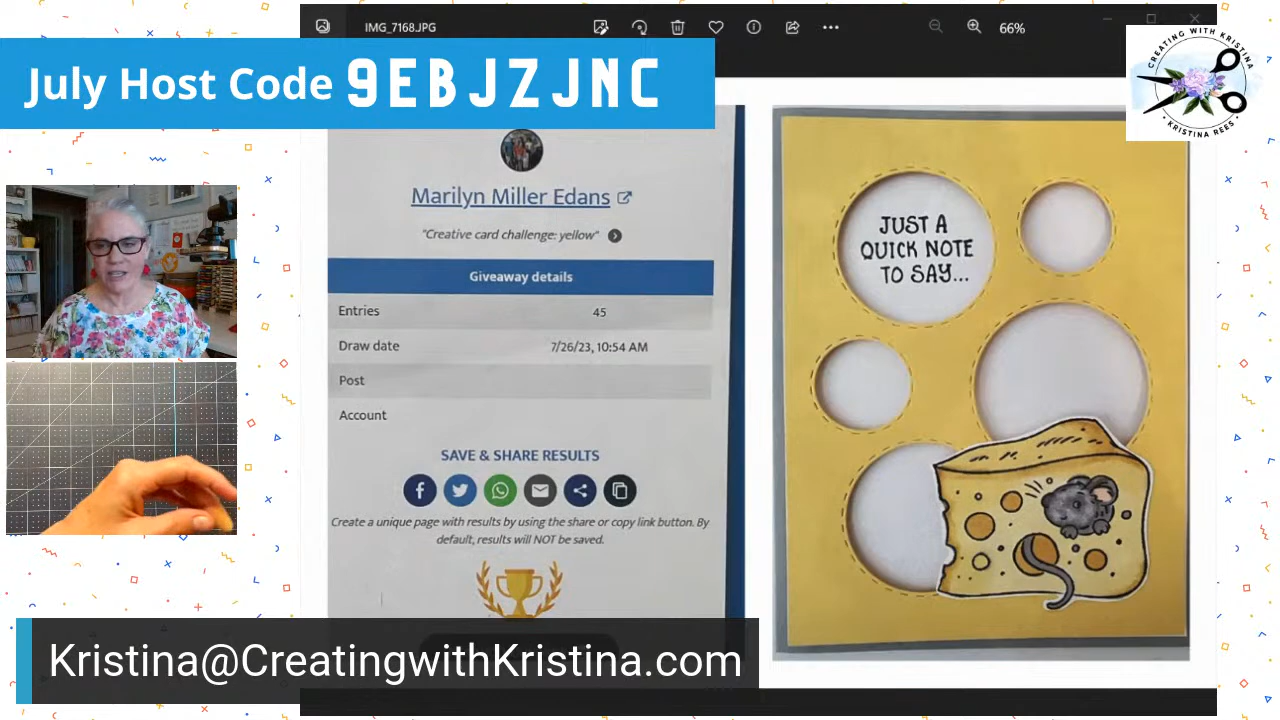 IMG_7168.JPG
66%
July Host Code 9EBJZJNC
CREATING WITH KRISTINA
KRISTINA REES
Marilyn Miller Edans
"Creative card challenge: yellow"
Giveaway details
Entries 45
Draw date 7/26/23, 10:54 AM
Post
Account
SAVE & SHARE RESULTS
Create a unique page with results by using the share or copy link button. By
default, results will NOT be saved.
JUST A
QUICK NOTE
TO SAY...
Kristina@CreatingwithKristina.com